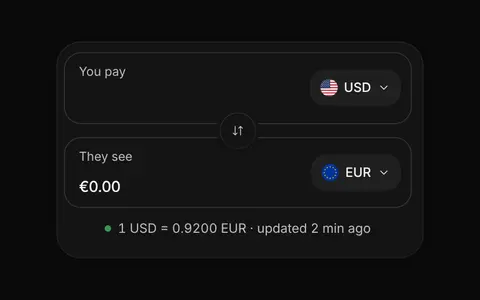 You pay
USD
They see
€0.00
EUR
1 USD = 0.9200 EUR · updated 2 min ago